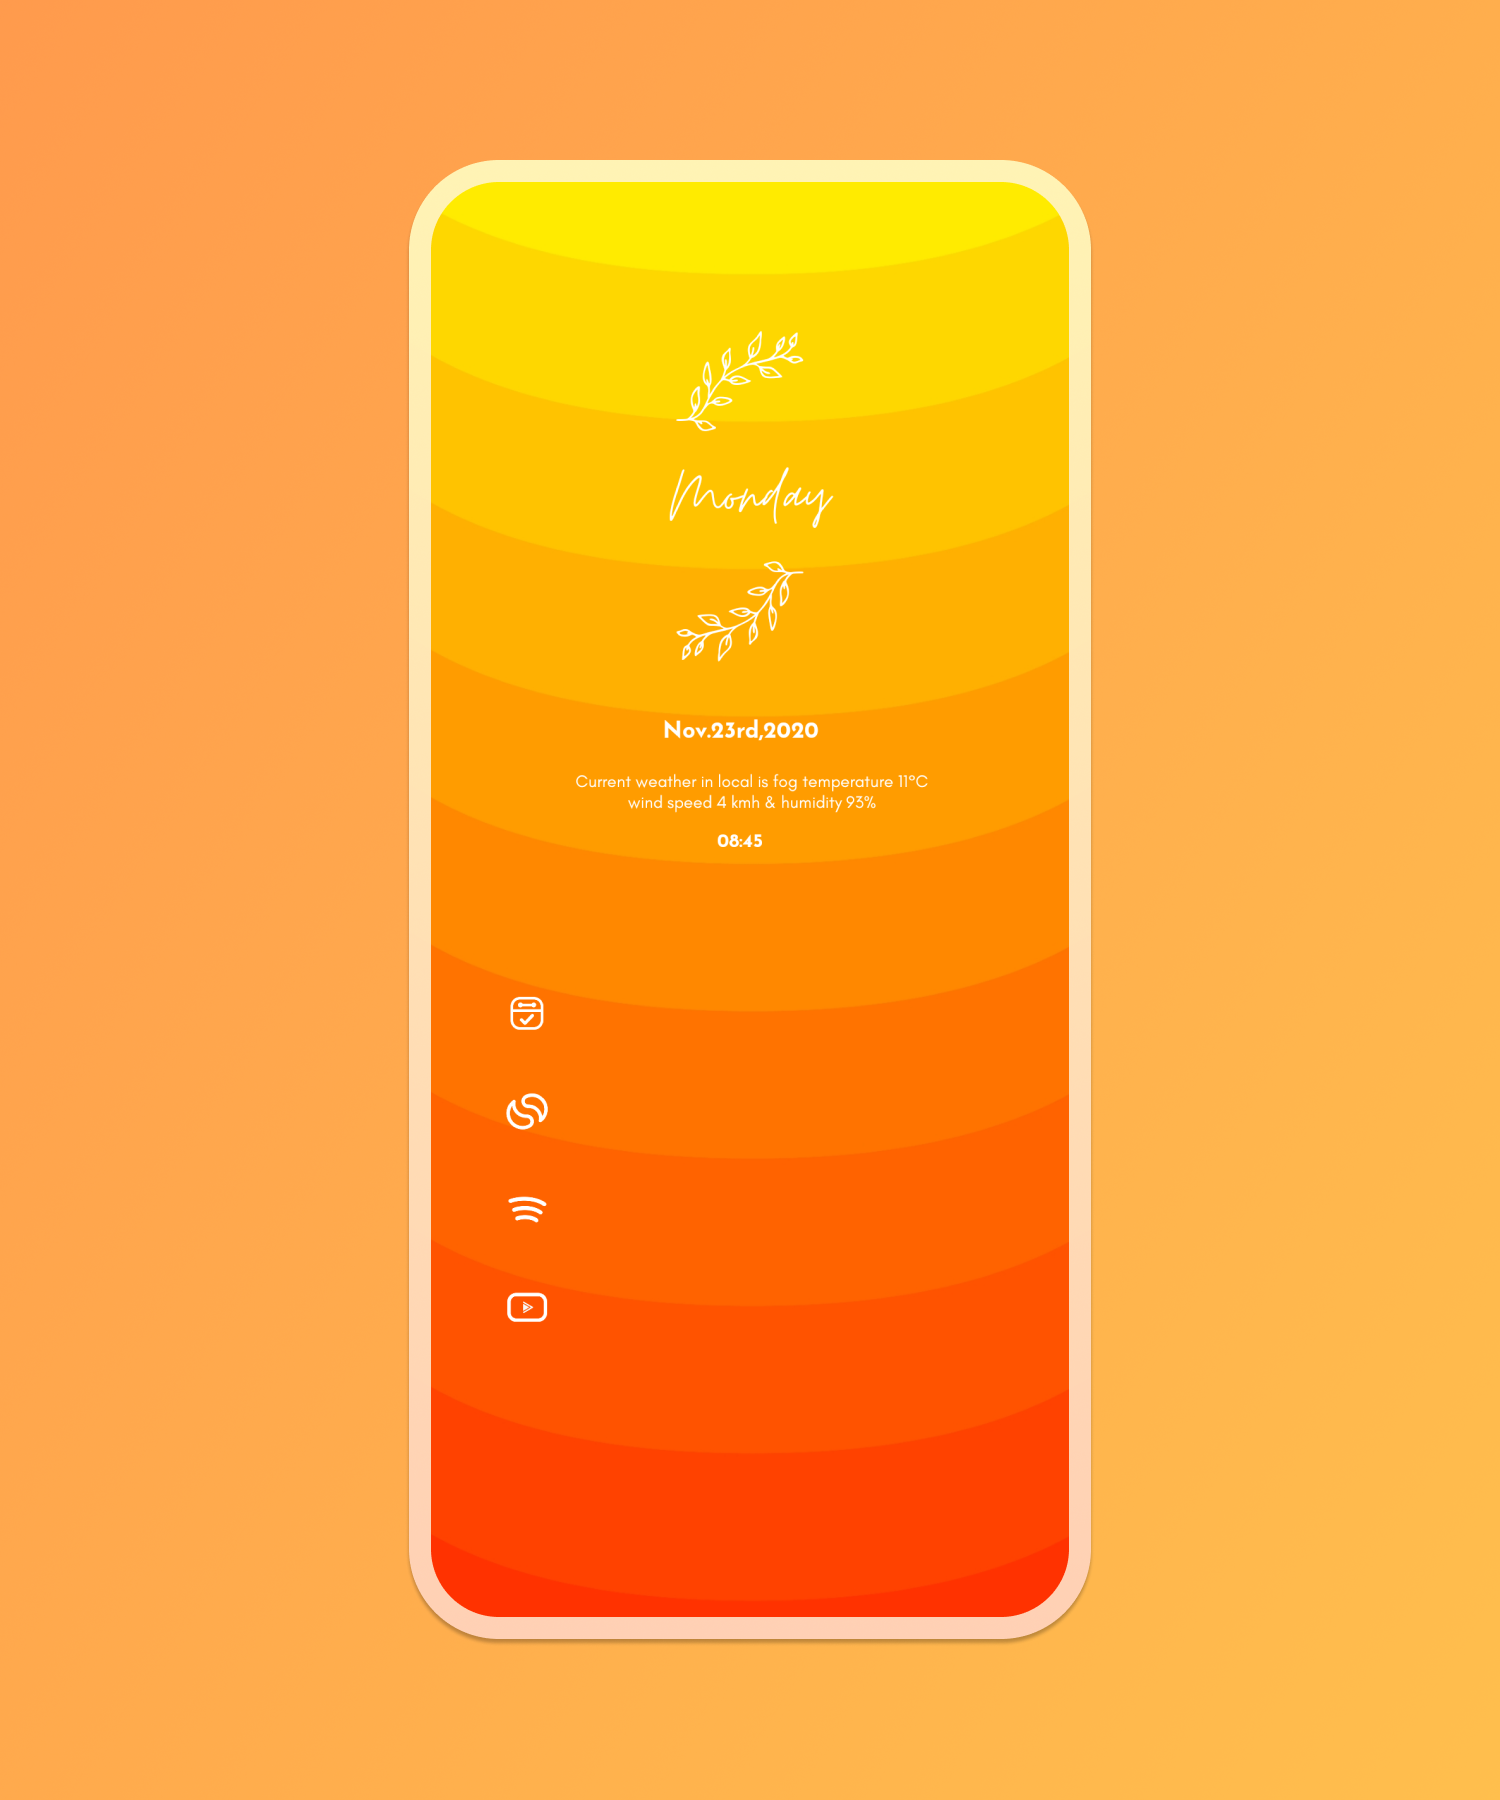 Monday
Nov.23rd,2020
Current weather in local is fog temperature 11°C
wind speed 4 kmh & humidity 93%
08:45